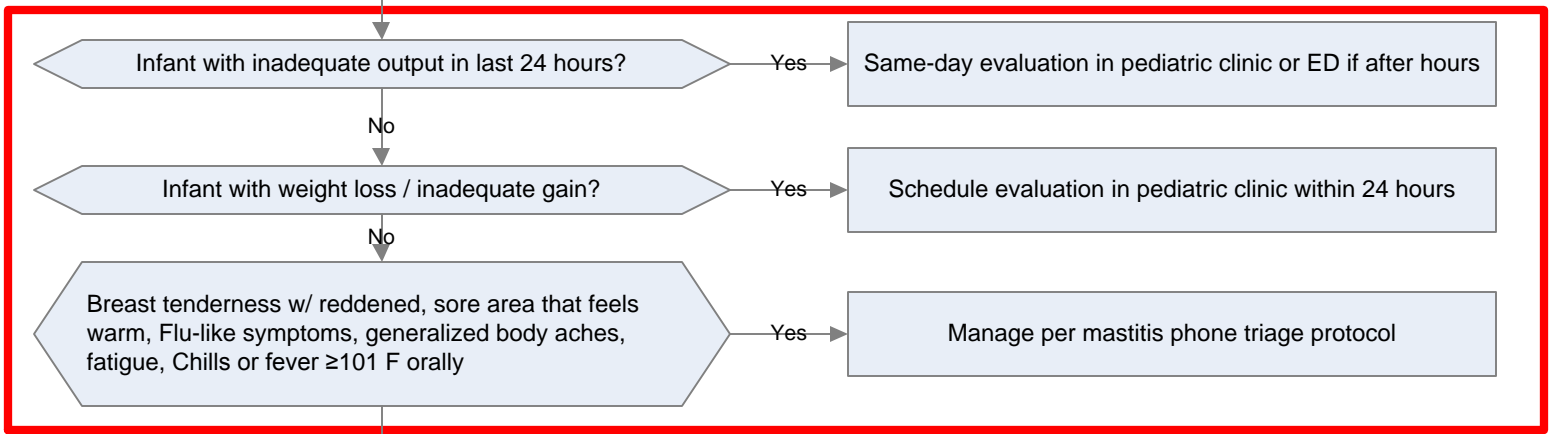 Infant with inadequate output in last 24 hours?
Yes
Same-day evaluation in pediatric clinic or ED if after hours
No
Infant with weight loss / inadequate gain?
Yes
Schedule evaluation in pediatric clinic within 24 hours
No
Breast tenderness w/ reddened, sore area that feels
warm, Flu-like symptoms, generalized body aches,
fatigue, Chills or fever ≥101 F orally
Yes
Manage per mastitis phone triage protocol